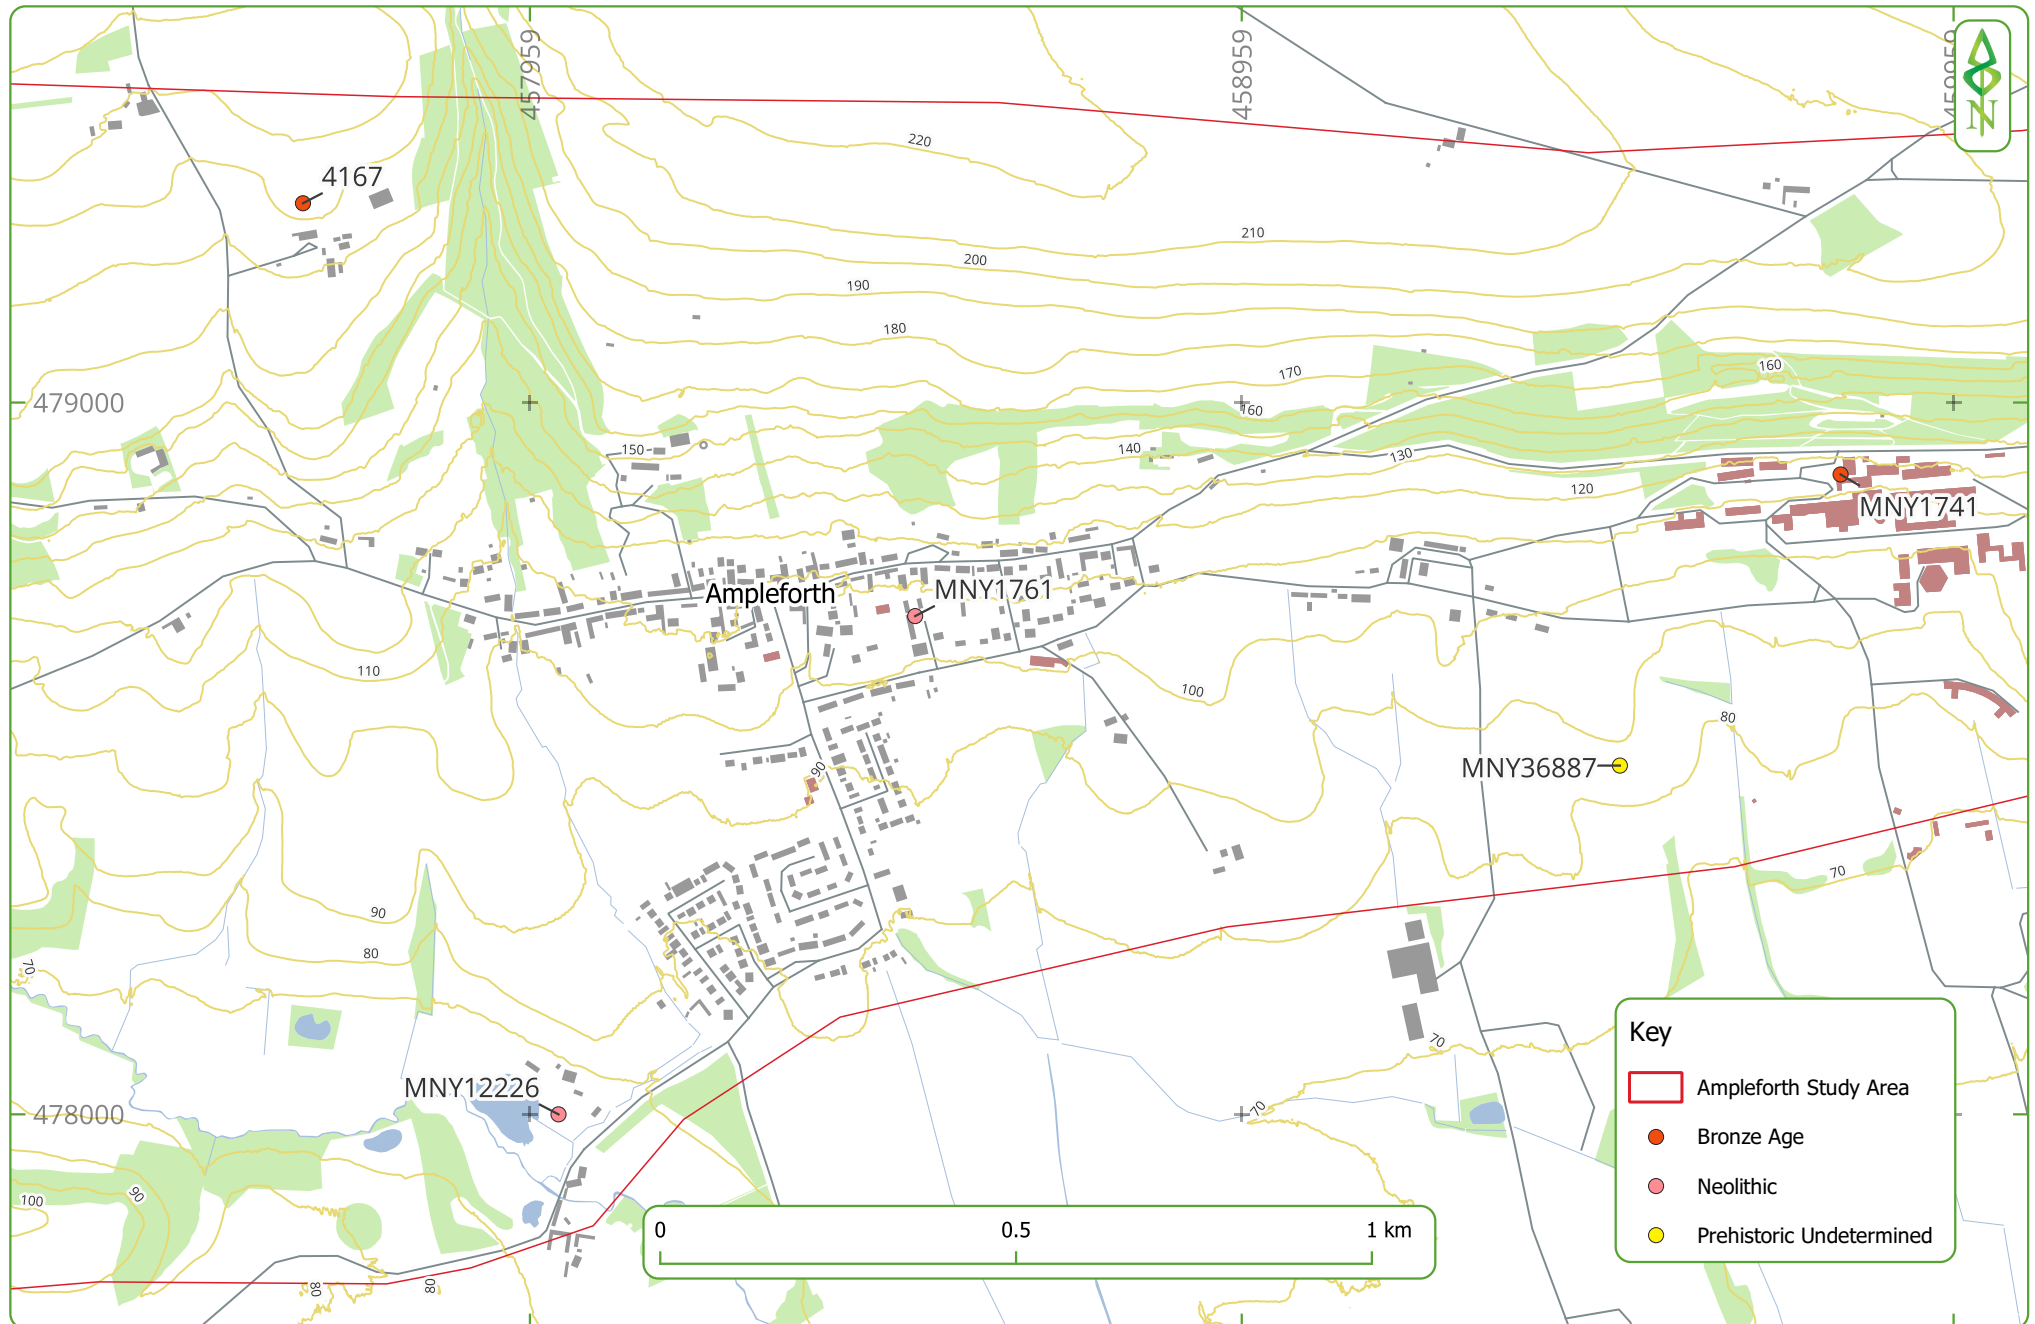 457959
458959
459959
N
220
4167
210
200
190
180
170
160
160
479000
150
140
130
120
MNY1741
Ampleforth
MNY1761
110
100
80
MNY36887
90
70
90
80
70
Key
70
Ampleforth Study Area
MNY12226
478000
70
Bronze Age
Neolithic
90
100
0
0.5
1 km
Prehistoric Undetermined
80
80